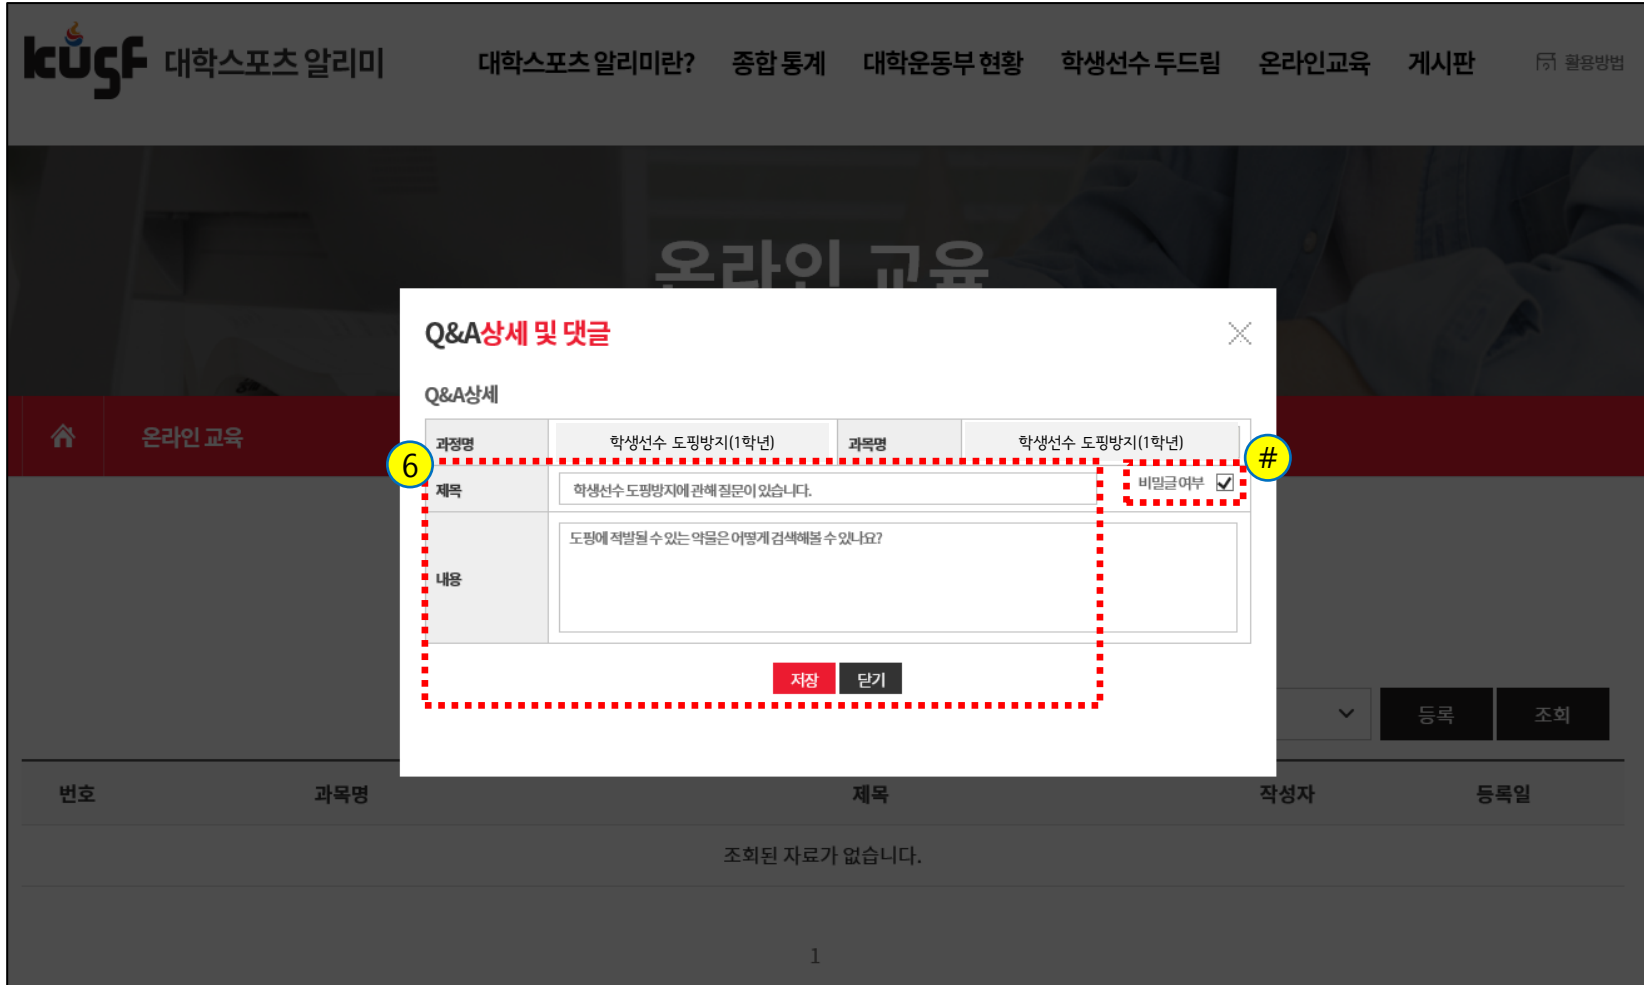 kusf 대학스포츠 알리미 대학스포츠 알리미란? 종합 통계 대학운동부 현황 학생선수 두드림 온라인교육 게시판 활용방법
온라인 교육
Q&A상세 및 댓글
Q&A상세
온라인 교육
과정명 학생선수 도핑방지(1학년) 과목명 학생선수 도핑방지(1학년)
6 #
제목 학생선수 도핑방지에 관해 질문이 있습니다. 비밀글여부
내용 도핑에 적발될 수 있는 약물은 어떻게 검색해볼 수 있나요?
저장 닫기
등록 조회
번호 과목명 제목 작성자 등록일
조회된 자료가 없습니다.
1